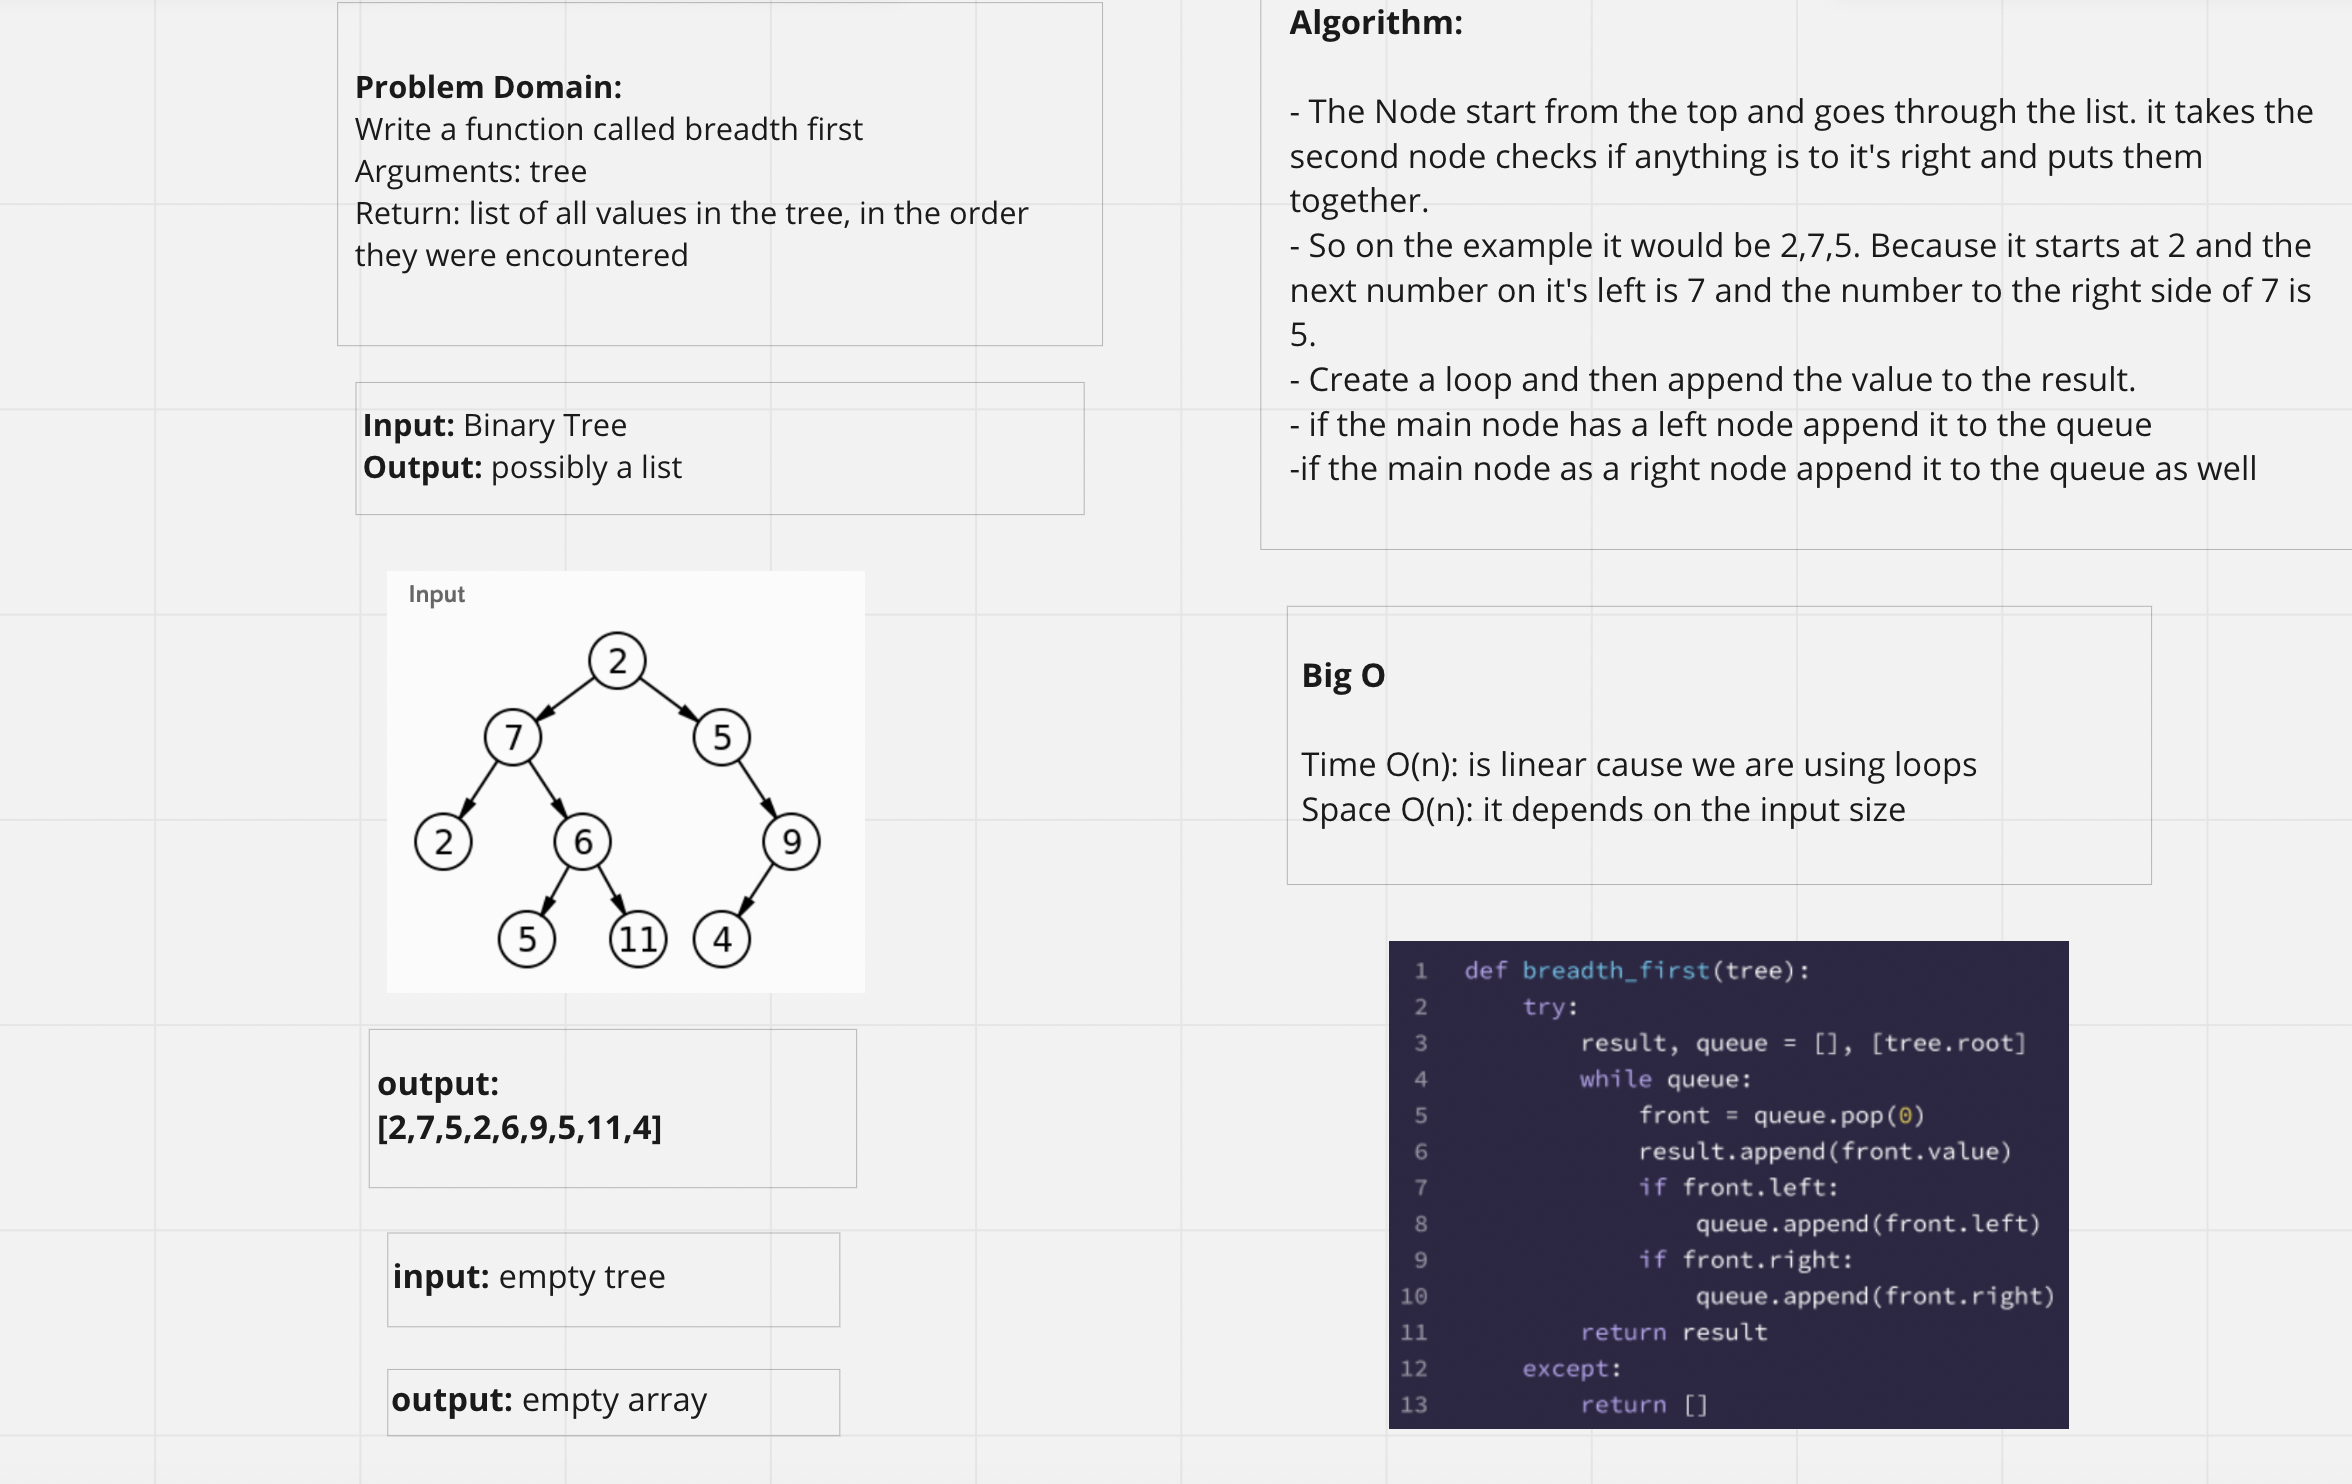 Problem Domain:
Write a function called breadth first
Arguments: tree
Return: list of all values in the tree, in the order
they were encountered
Input: Binary Tree
Output: possibly a list
Input
2
7
5
2
6
9
5
11
4
output:
[2,7,5,2,6,9,5,11,4]
input: empty tree
output: empty array
Algorithm:
- The Node start from the top and goes through the list. it takes the
second node checks if anything is to it's right and puts them
together.
- So on the example it would be 2,7,5. Because it starts at 2 and the
next number on it's left is 7 and the number to the right side of 7 is
5.
- Create a loop and then append the value to the result.
- if the main node has a left node append it to the queue
-if the main node as a right node append it to the queue as well
Big O
Time O(n): is linear cause we are using loops
Space O(n): it depends on the input size
1 def breadth_first(tree):
2 try:
3 result, queue = [], [tree.root]
4 while queue:
5 front = queue.pop(0)
6 result.append(front.value)
7 if front.left:
8 queue.append(front.left)
9 if front.right:
10 queue.append(front.right)
11 return result
12 except:
13 return []